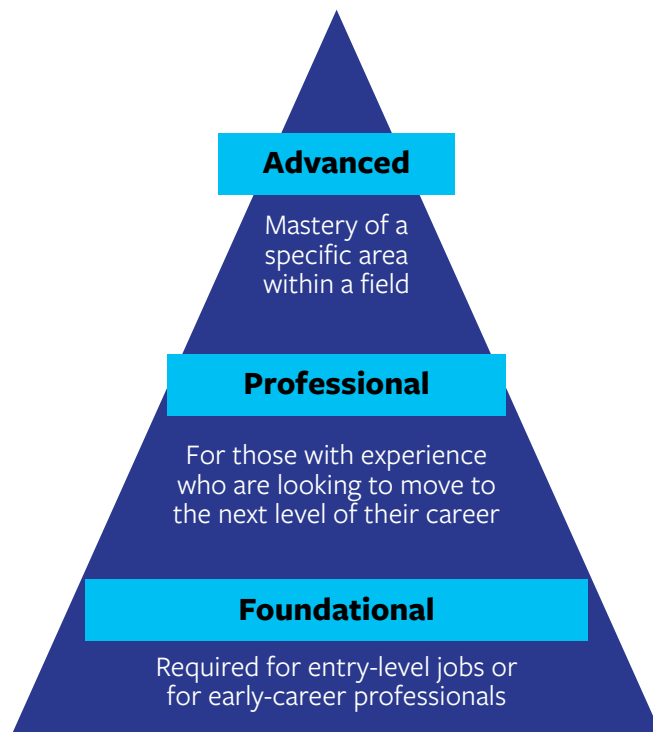 Advanced
Mastery of a
specific area
within a field
Professional
For those with experience
who are looking to move to
the next level of their career
Foundational
Required for entry-level jobs or
for early-career professionals